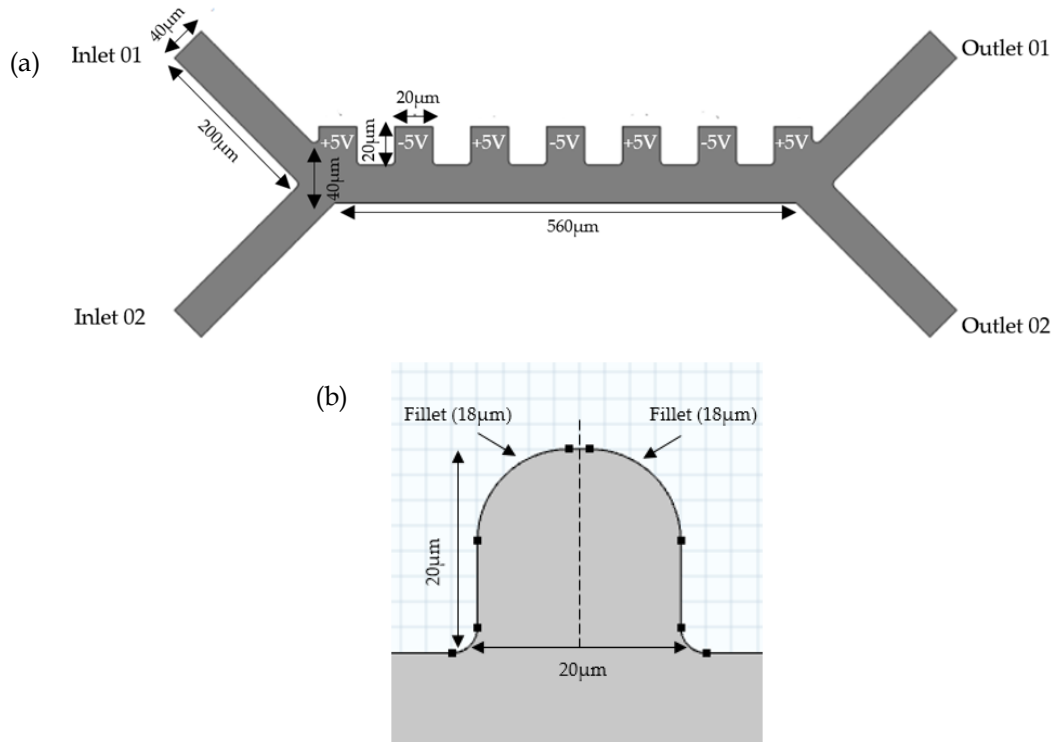 (a)
Inlet 01
40μm
200μm
+5V
20μm
20μm
-5V
+5V
-5V
+5V
-5V
+5V
40μm
560μm
Outlet 01
Inlet 02
Outlet 02
(b)
Fillet (18μm)
Fillet (18μm)
20μm
20μm